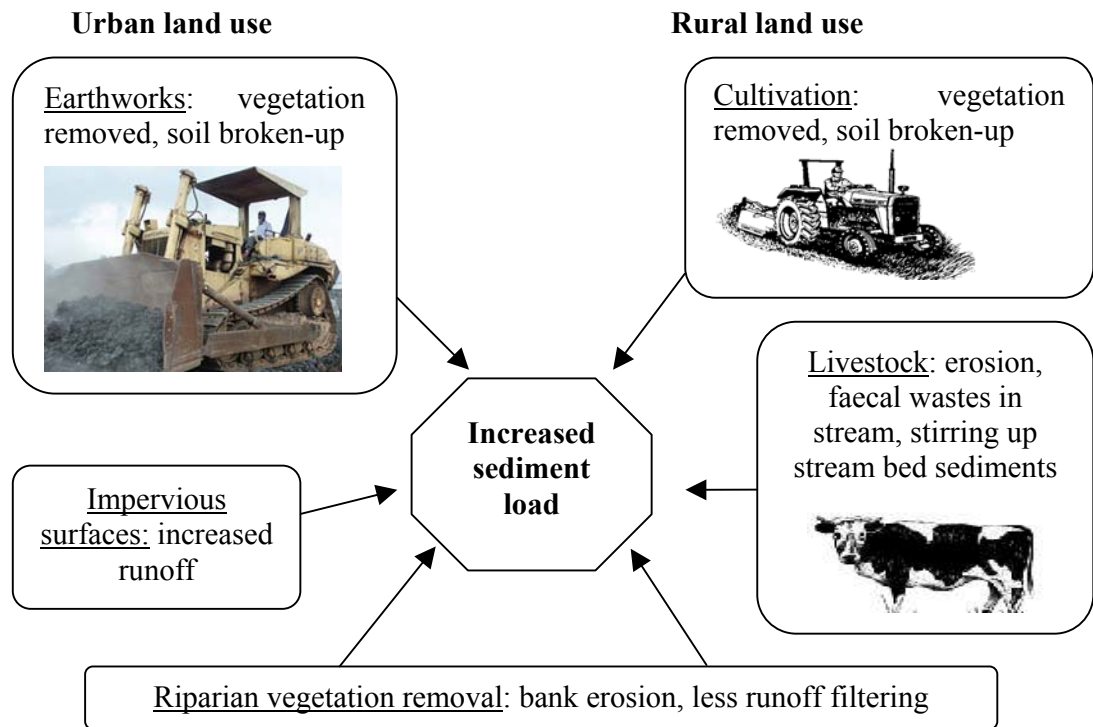 Urban land use
Rural land use
Earthworks: vegetation
removed, soil broken-up
Cultivation: vegetation
removed, soil broken-up
Livestock: erosion,
faecal wastes in
stream, stirring up
stream bed sediments
Increased
sediment
load
Impervious
surfaces: increased
runoff
Riparian vegetation removal: bank erosion, less runoff filtering